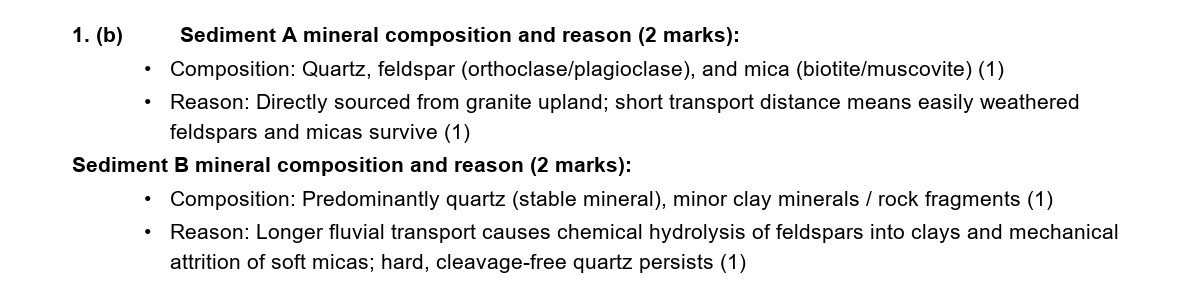 1. (b) Sediment A mineral composition and reason (2 marks):
• Composition: Quartz, feldspar (orthoclase/plagioclase), and mica (biotite/muscovite) (1)
• Reason: Directly sourced from granite upland; short transport distance means easily weathered
feldspars and micas survive (1)
Sediment B mineral composition and reason (2 marks):
• Composition: Predominantly quartz (stable mineral), minor clay minerals / rock fragments (1)
• Reason: Longer fluvial transport causes chemical hydrolysis of feldspars into clays and mechanical
attrition of soft micas; hard, cleavage-free quartz persists (1)